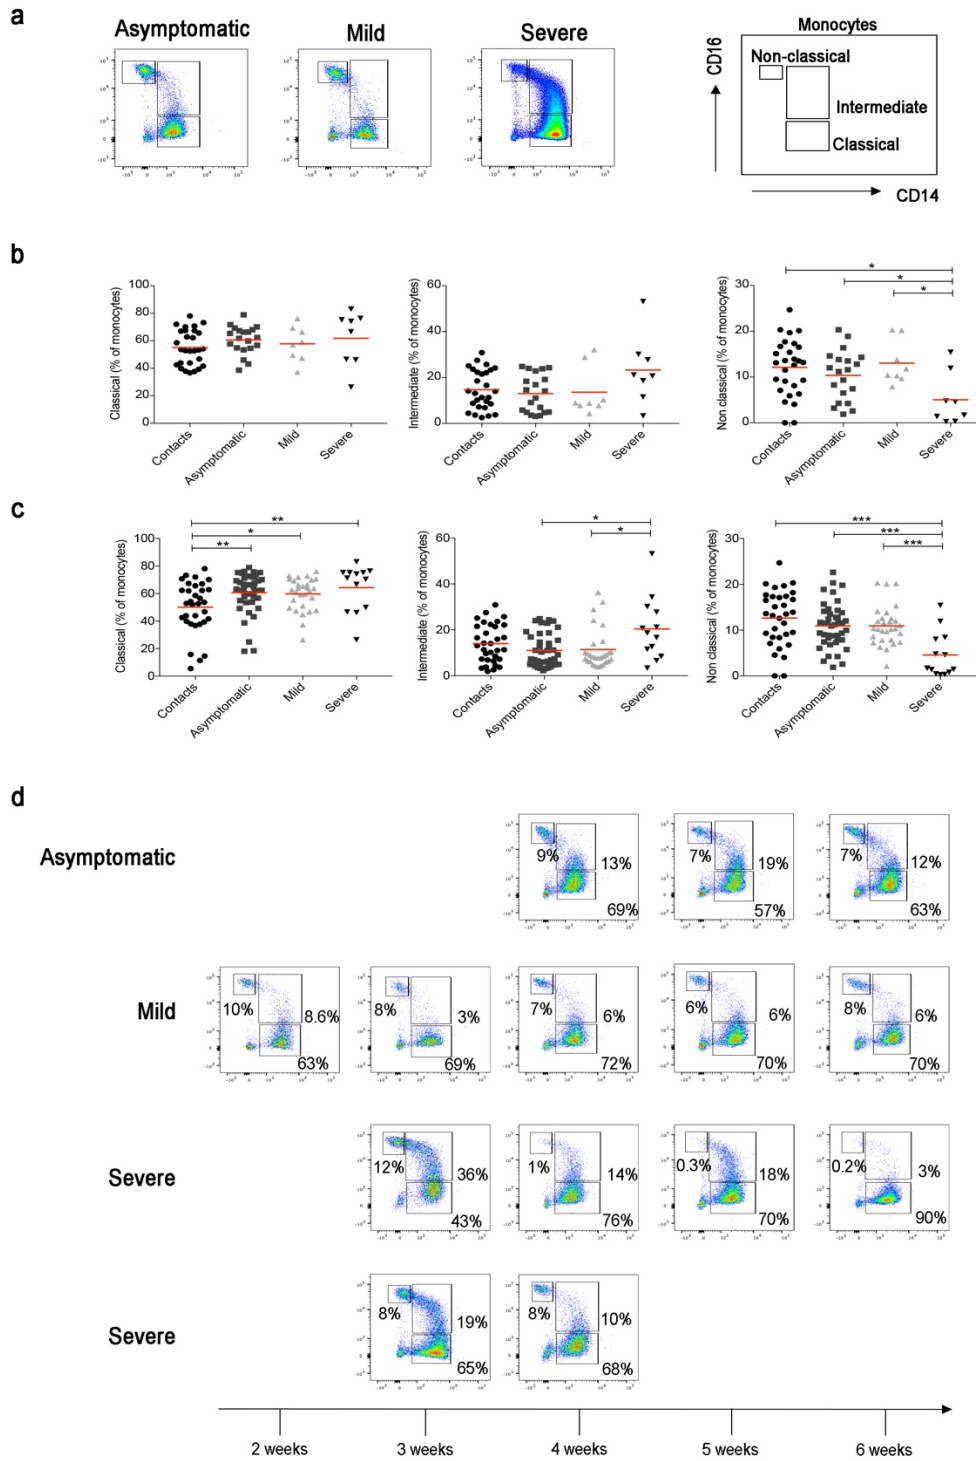 a
Asymptomatic Mild Severe
Monocytes
CD16
Non-classical
Intermediate
Classical
CD14
b
Classical (% of monocytes)
100
80
60
40
20
0
Contacts Asymptomatic Mild Severe
Intermediate (% of monocytes)
60
40
20
0
Contacts Asymptomatic Mild Severe
Non classical (% of monocytes)
30
20
10
0
*
*
*
Contacts Asymptomatic Mild Severe
c
Classical (% of monocytes)
100
80
60
40
20
0
**
*
**
Contacts Asymptomatic Mild Severe
Intermediate (% of monocytes)
60
40
20
0
*
*
Contacts Asymptomatic Mild Severe
Non classical (% of monocytes)
30
20
10
0
***
***
***
Contacts Asymptomatic Mild Severe
d
Asymptomatic
9% 13% 69%
7% 19% 57%
7% 12% 63%
Mild
10% 8.6% 63%
8% 3% 69%
7% 6% 72%
6% 6% 70%
8% 6% 70%
Severe
12% 36% 43%
1% 14% 76%
0.3% 18% 70%
0.2% 3% 90%
Severe
8% 19% 65%
8% 10% 68%
2 weeks 3 weeks 4 weeks 5 weeks 6 weeks